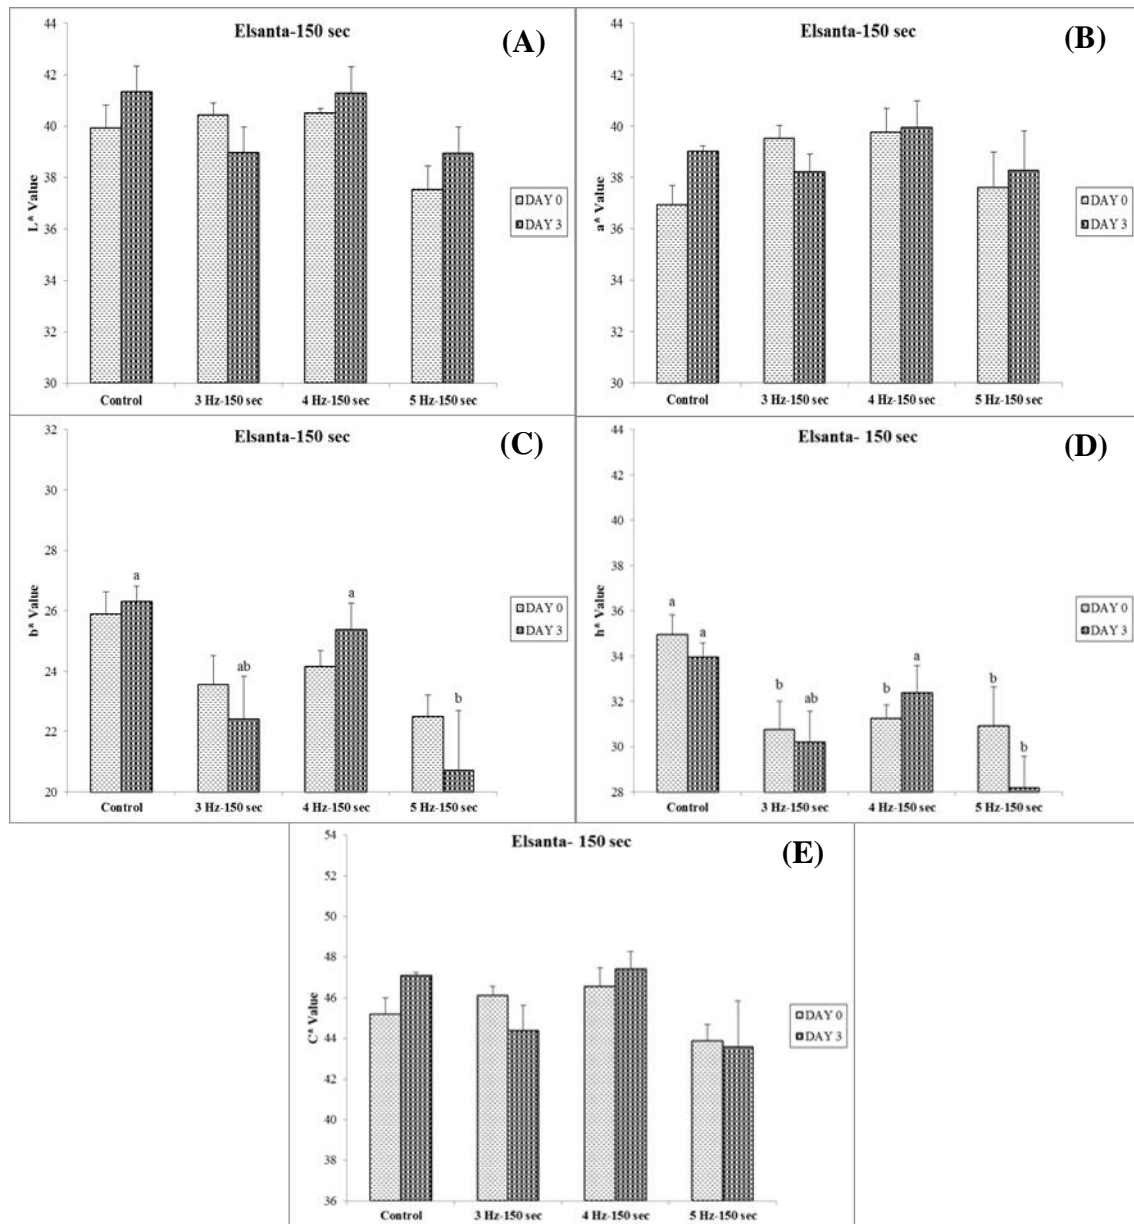 Elsanta-150 sec
(A)
44
42
40
38
36
34
32
30
L* Value
DAY 0
DAY 3
Control
3 Hz-150 sec
4 Hz-150 sec
5 Hz-150 sec
Elsanta-150 sec
(B)
44
42
40
38
36
34
32
30
a* Value
DAY 0
DAY 3
Control
3 Hz-150 sec
4 Hz-150 sec
5 Hz-150 sec
Elsanta-150 sec
(C)
32
30
28
26
24
22
20
b* Value
a
ab
a
b
DAY 0
DAY 3
Control
3 Hz-150 sec
4 Hz-150 sec
5 Hz-150 sec
Elsanta- 150 sec
(D)
44
42
40
38
36
34
32
30
28
h* Value
a
a
b
ab
b
a
b
b
DAY 0
DAY 3
Control
3 Hz-150 sec
4 Hz-150 sec
5 Hz-150 sec
Elsanta- 150 sec
(E)
54
52
50
48
46
44
42
40
38
36
C* Value
DAY 0
DAY 3
Control
3 Hz-150 sec
4 Hz-150 sec
5 Hz-150 sec